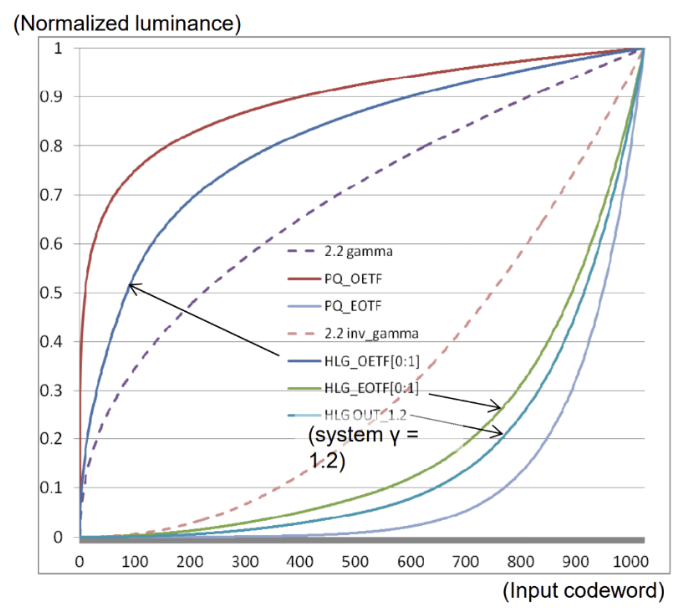 (Normalized luminance)
1
0.9
0.8
0.7
0.6
0.5
0.4
0.3
0.2
0.1
0
2.2 gamma
PQ_OETF
PQ_EOTF
2.2 inv_gamma
HLG_OETF[0:1]
HLG_EOTF[0:1]
HLG OUT_1.2
(system γ =
1.2)
0 100 200 300 400 500 600 700 800 900 1000
(Input codeword)